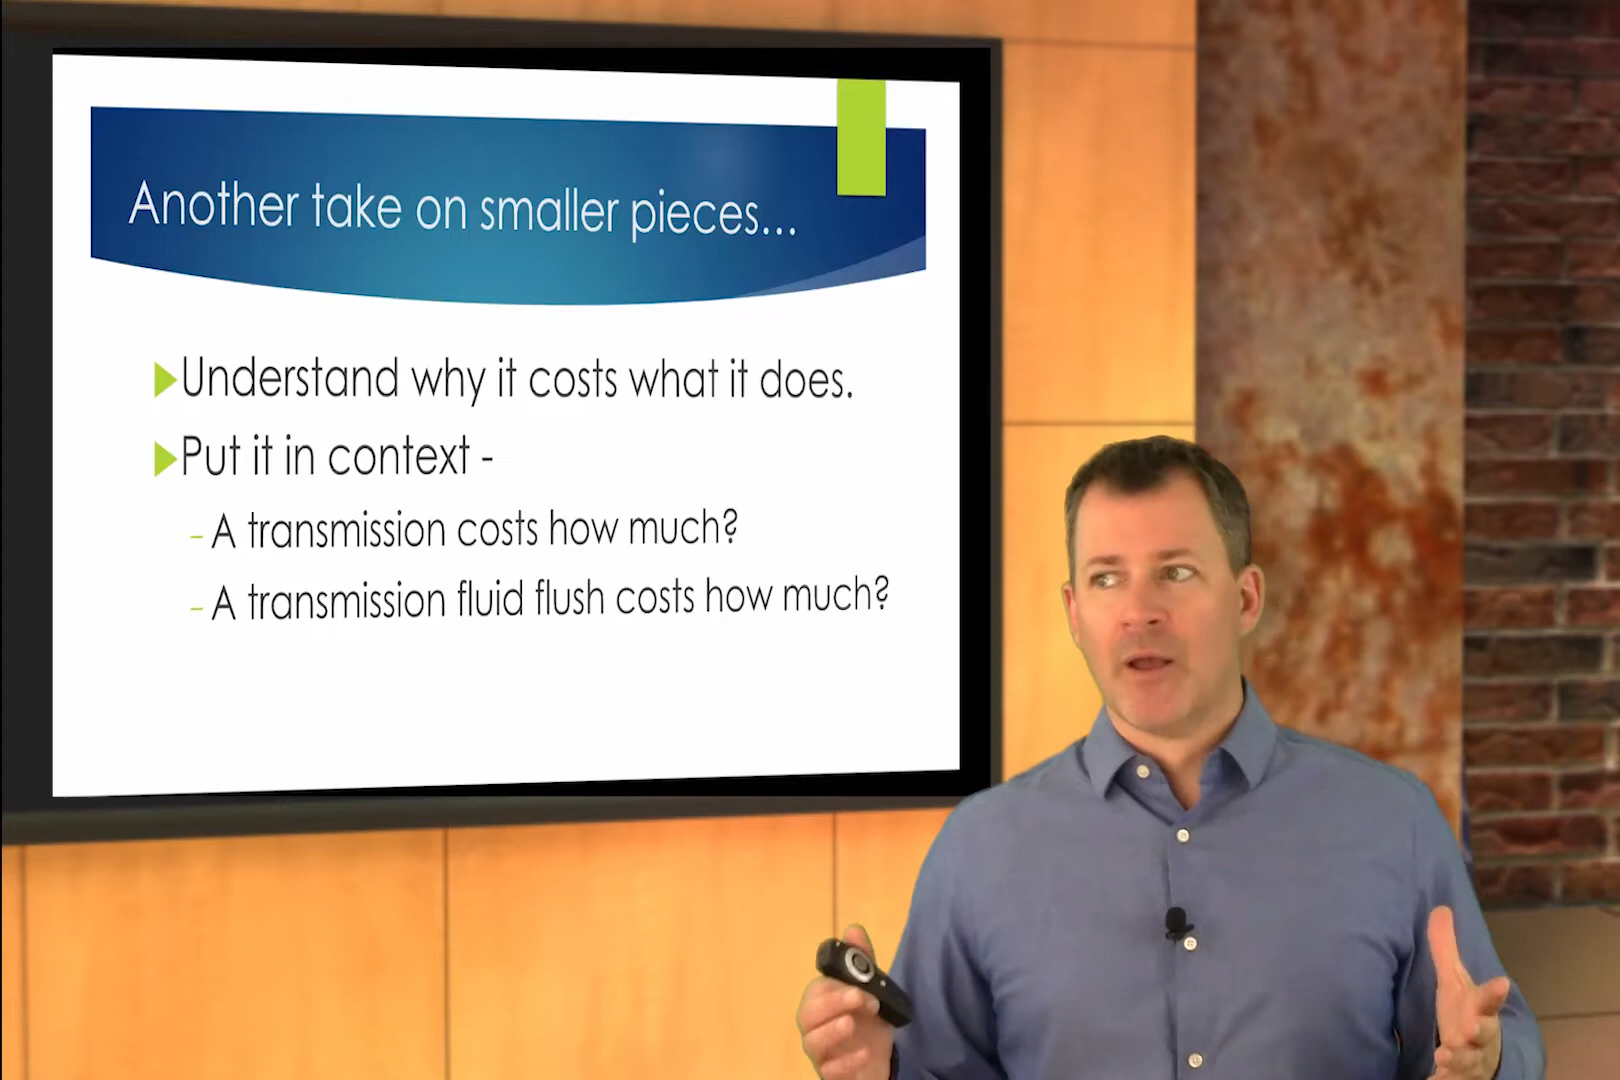 Another take on smaller pieces...
Understand why it costs what it does.
Put it in context -
- A transmission costs how much?
- A transmission fluid flush costs how much?